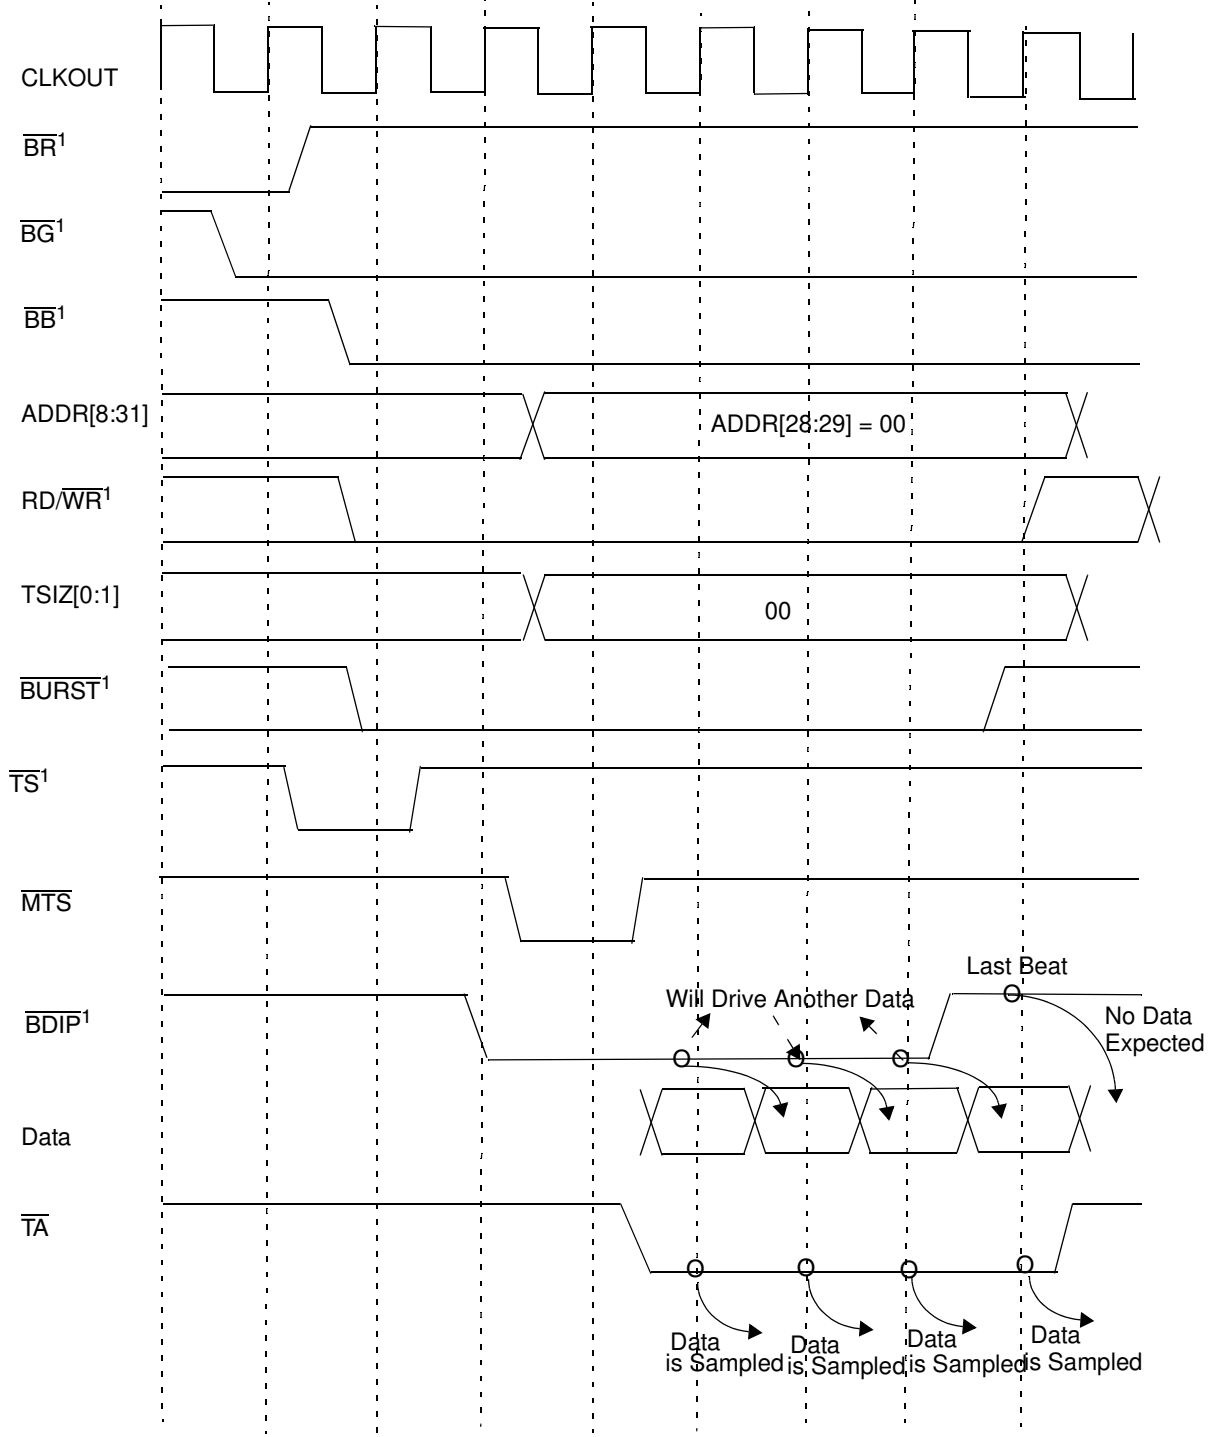 CLKOUT
BR1
BG1
BB1
ADDR[8:31]
ADDR[28:29] = 00
RD/WR1
TSIZ[0:1]
00
BURST1
TS1
MTS
Last Beat
Will Drive Another Data
BDIP1
No Data
Expected
Data
TA
Data
is Sampled
Data
is Sampled
Data
is Sampled
Data
is Sampled